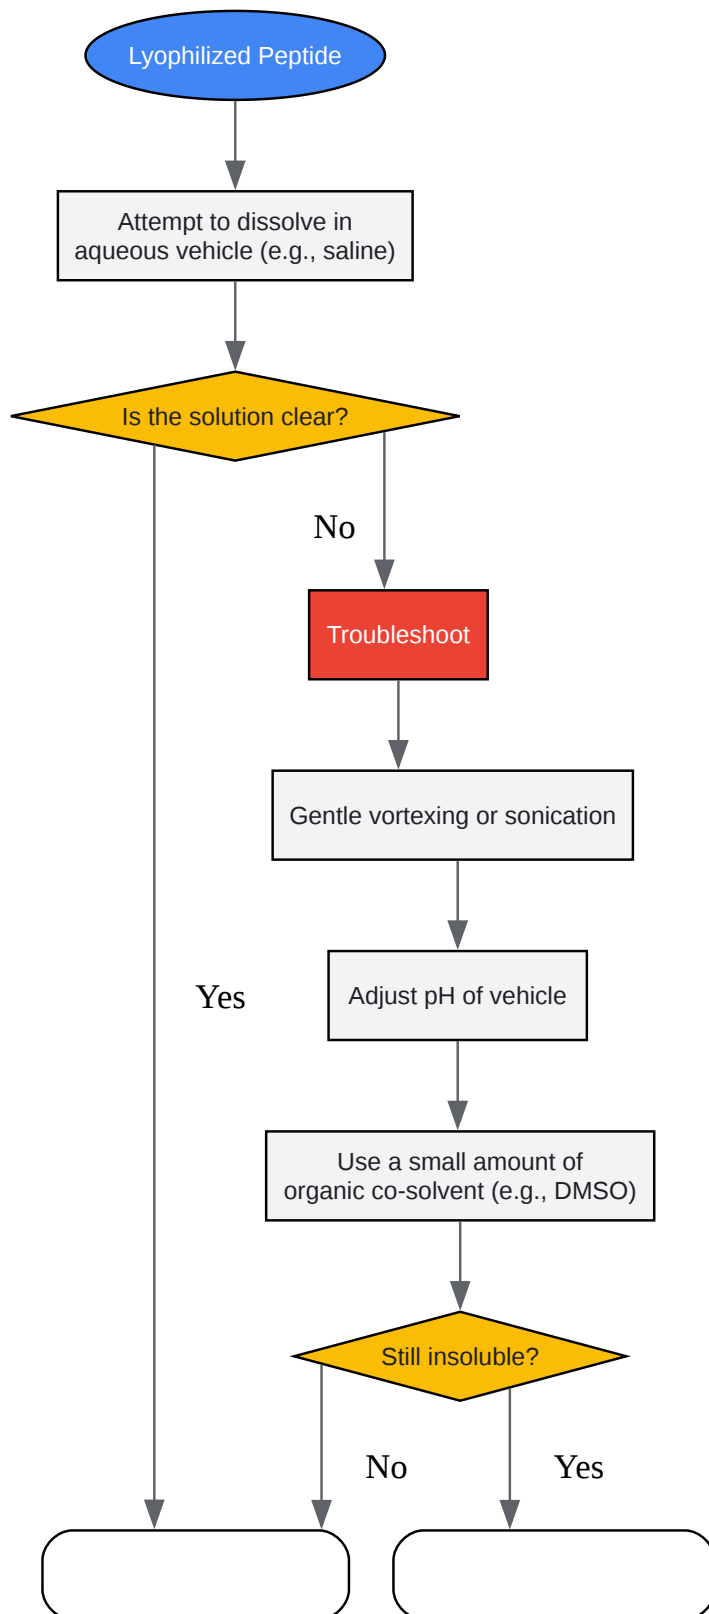 Lyophilized Peptide
Attempt to dissolve in
aqueous vehicle (e.g., saline)
Is the solution clear?
No
Troubleshoot
Gentle vortexing or sonication
Yes
Adjust pH of vehicle
Use a small amount of
organic co-solvent (e.g., DMSO)
Still insoluble?
No
Yes